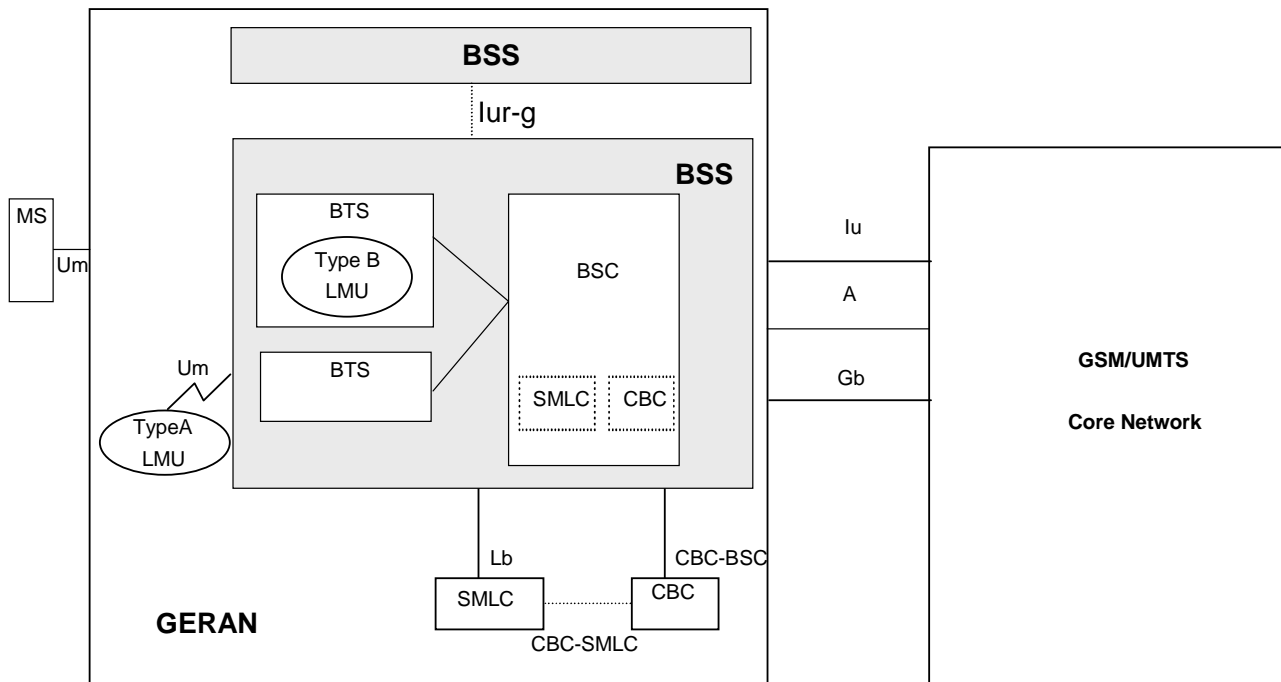 BSS
Iur-g
BSS
MS
Um
BTS
Type B
LMU
BSC
BTS
SMLC
CBC
Um
TypeA
LMU
Iu
A
Gb
GSM/UMTS
Core Network
Lb
CBC-BSC
SMLC
CBC
CBC-SMLC
GERAN